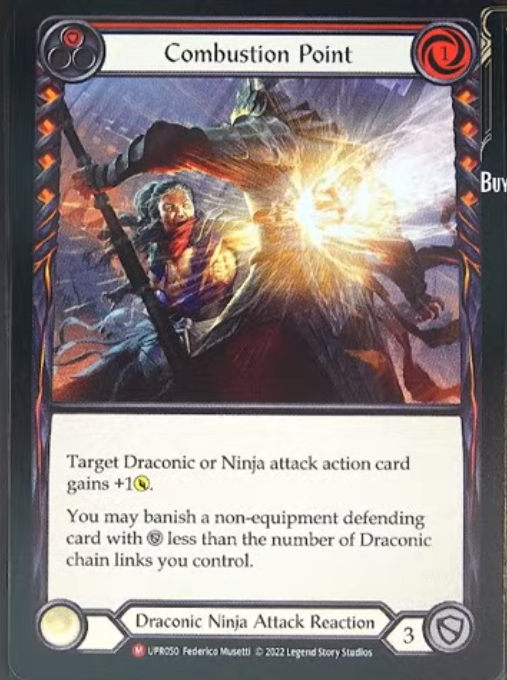 Combustion Point
1
Buy
Target Draconic or Ninja attack action card
gains +1.
You may banish a non-equipment defending
card with less than the number of Draconic
chain links you control.
Draconic Ninja Attack Reaction
3
M UPR050 Federico Musetti © 2022 Legend Story Studios